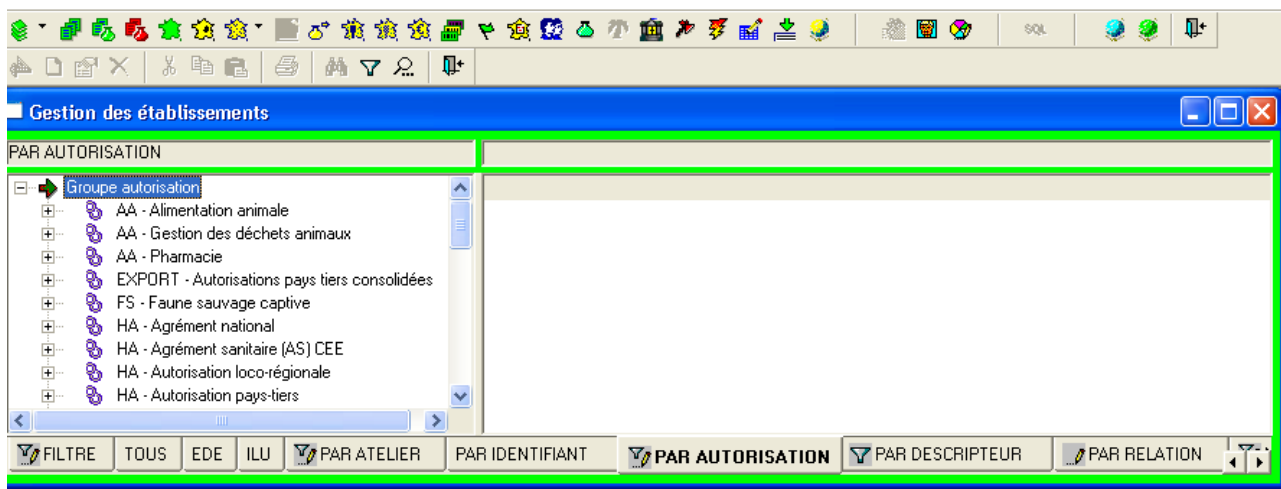 SQL
Gestion des établissements
PAR AUTORISATION
Groupe autorisation
AA - Alimentation animale
AA - Gestion des déchets animaux
AA - Pharmacie
EXPORT - Autorisations pays tiers consolidées
FS - Faune sauvage captive
HA - Agrément national
HA - Agrément sanitaire (AS) CEE
HA - Autorisation loco-régionale
HA - Autorisation pays-tiers
FILTRE TOUS EDE ILU PAR ATELIER PAR IDENTIFIANT PAR AUTORISATION PAR DESCRIPTEUR PAR RELATION